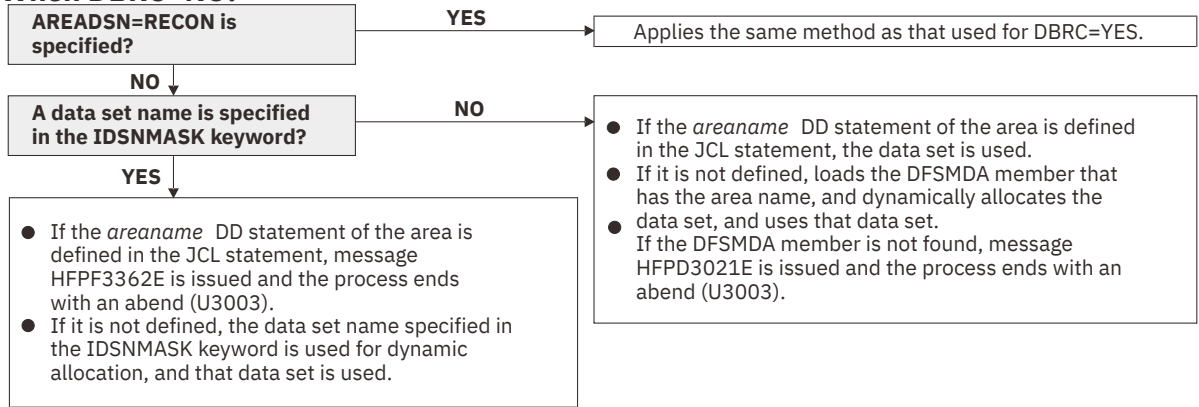 AREADSN=RECON is
specified?
YES
Applies the same method as that used for DBRC=YES.
NO
A data set name is specified
in the IDSNMASK keyword?
NO
● If the areaname DD statement of the area is defined
in the JCL statement, the data set is used.
● If it is not defined, loads the DFSMDA member that
has the area name, and dynamically allocates the
● data set, and uses that data set.
If the DFSMDA member is not found, message
HFPD3021E is issued and the process ends with an
abend (U3003).
YES
● If the areaname DD statement of the area is
defined in the JCL statement, message
HFPF3362E is issued and the process ends
with an abend (U3003).
● If it is not defined, the data set name specified in
the IDSNMASK keyword is used for dynamic
allocation, and that data set is used.